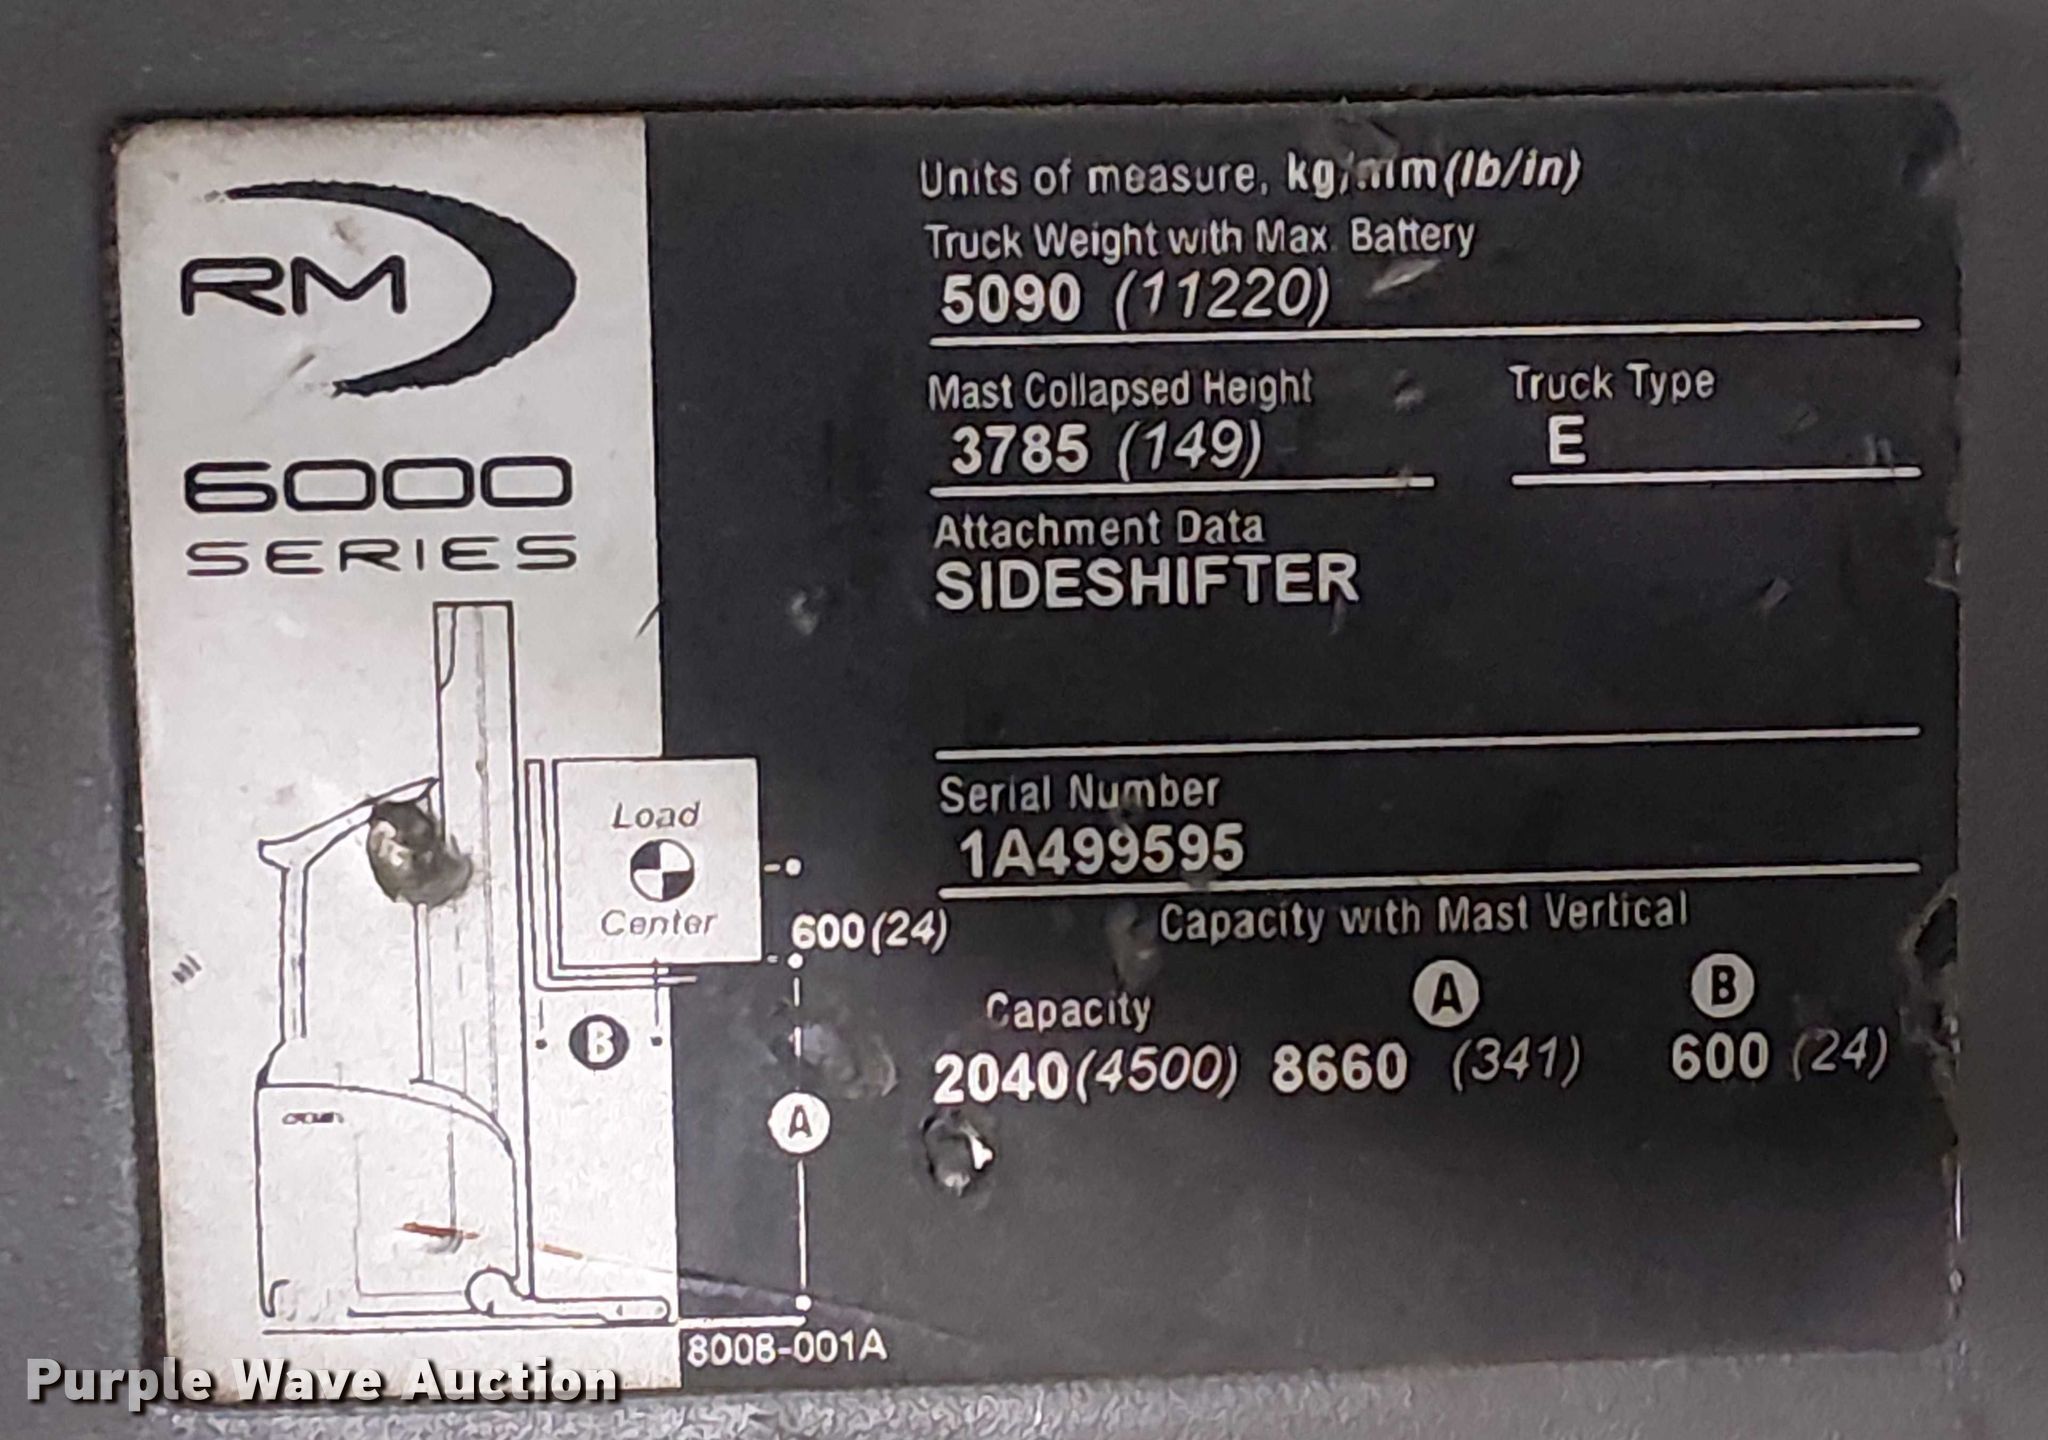 RM
6000
SERIES
Units of measure, kg/mm(lb/in)
Truck Weight with Max. Battery
5090 (11220)
Mast Collapsed Height
3785 (149)
Truck Type
E
Attachment Data
SIDESHIFTER
Serial Number
1A499595
Capacity with Mast Vertical
Capacity A B
2040(4500) 8660 (341) 600 (24)
Load
Center
600(24)
B
A
CROWN
8008-001A
Purple Wave Auction